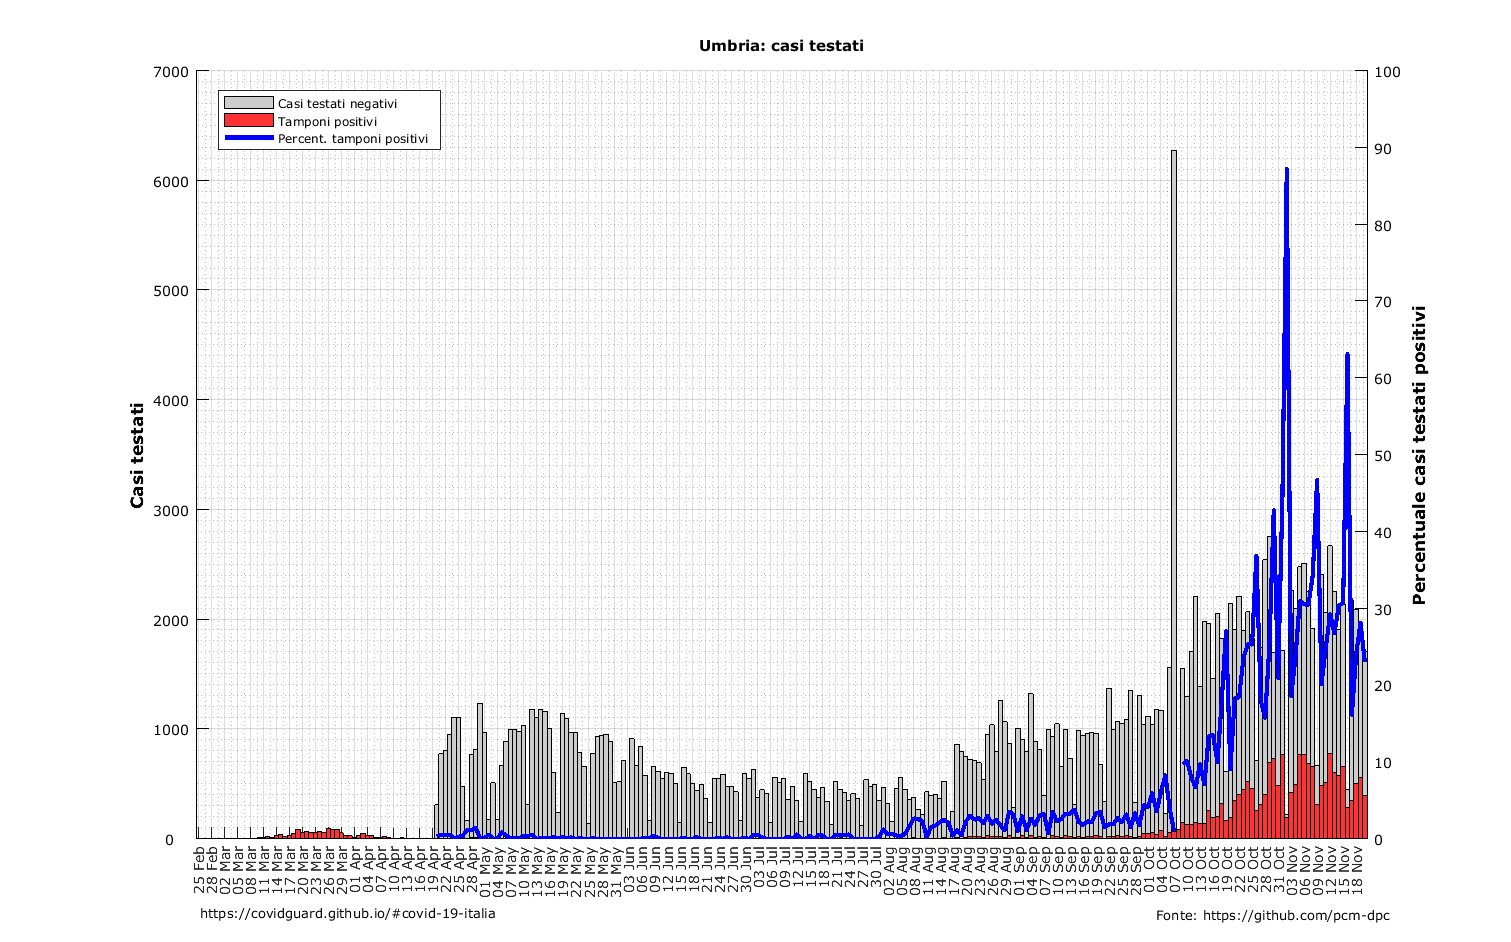 Umbria: casi testati
7000
6000
5000
4000
3000
2000
1000
0
100
90
80
70
60
50
40
30
20
10
0
Casi testati negativi
Tamponi positivi
Percent. tamponi positivi
Casi testati
Percentuale casi testati positivi
25 Feb
28 Feb
02 Mar
05 Mar
08 Mar
11 Mar
14 Mar
17 Mar
20 Mar
23 Mar
26 Mar
29 Mar
01 Apr
04 Apr
07 Apr
10 Apr
13 Apr
16 Apr
19 Apr
22 Apr
25 Apr
28 Apr
01 May
04 May
07 May
10 May
13 May
16 May
19 May
22 May
25 May
28 May
31 May
03 Jun
06 Jun
09 Jun
12 Jun
15 Jun
18 Jun
21 Jun
24 Jun
27 Jun
30 Jun
03 Jul
06 Jul
09 Jul
12 Jul
15 Jul
18 Jul
21 Jul
24 Jul
27 Jul
30 Jul
02 Aug
05 Aug
08 Aug
11 Aug
14 Aug
17 Aug
20 Aug
23 Aug
26 Aug
29 Aug
01 Sep
04 Sep
07 Sep
10 Sep
13 Sep
16 Sep
19 Sep
22 Sep
25 Sep
28 Sep
01 Oct
04 Oct
07 Oct
10 Oct
13 Oct
16 Oct
19 Oct
22 Oct
25 Oct
28 Oct
31 Oct
03 Nov
06 Nov
09 Nov
12 Nov
15 Nov
18 Nov
https://covidguard.github.io/#covid-19-italia
Fonte: https://github.com/pcm-dpc